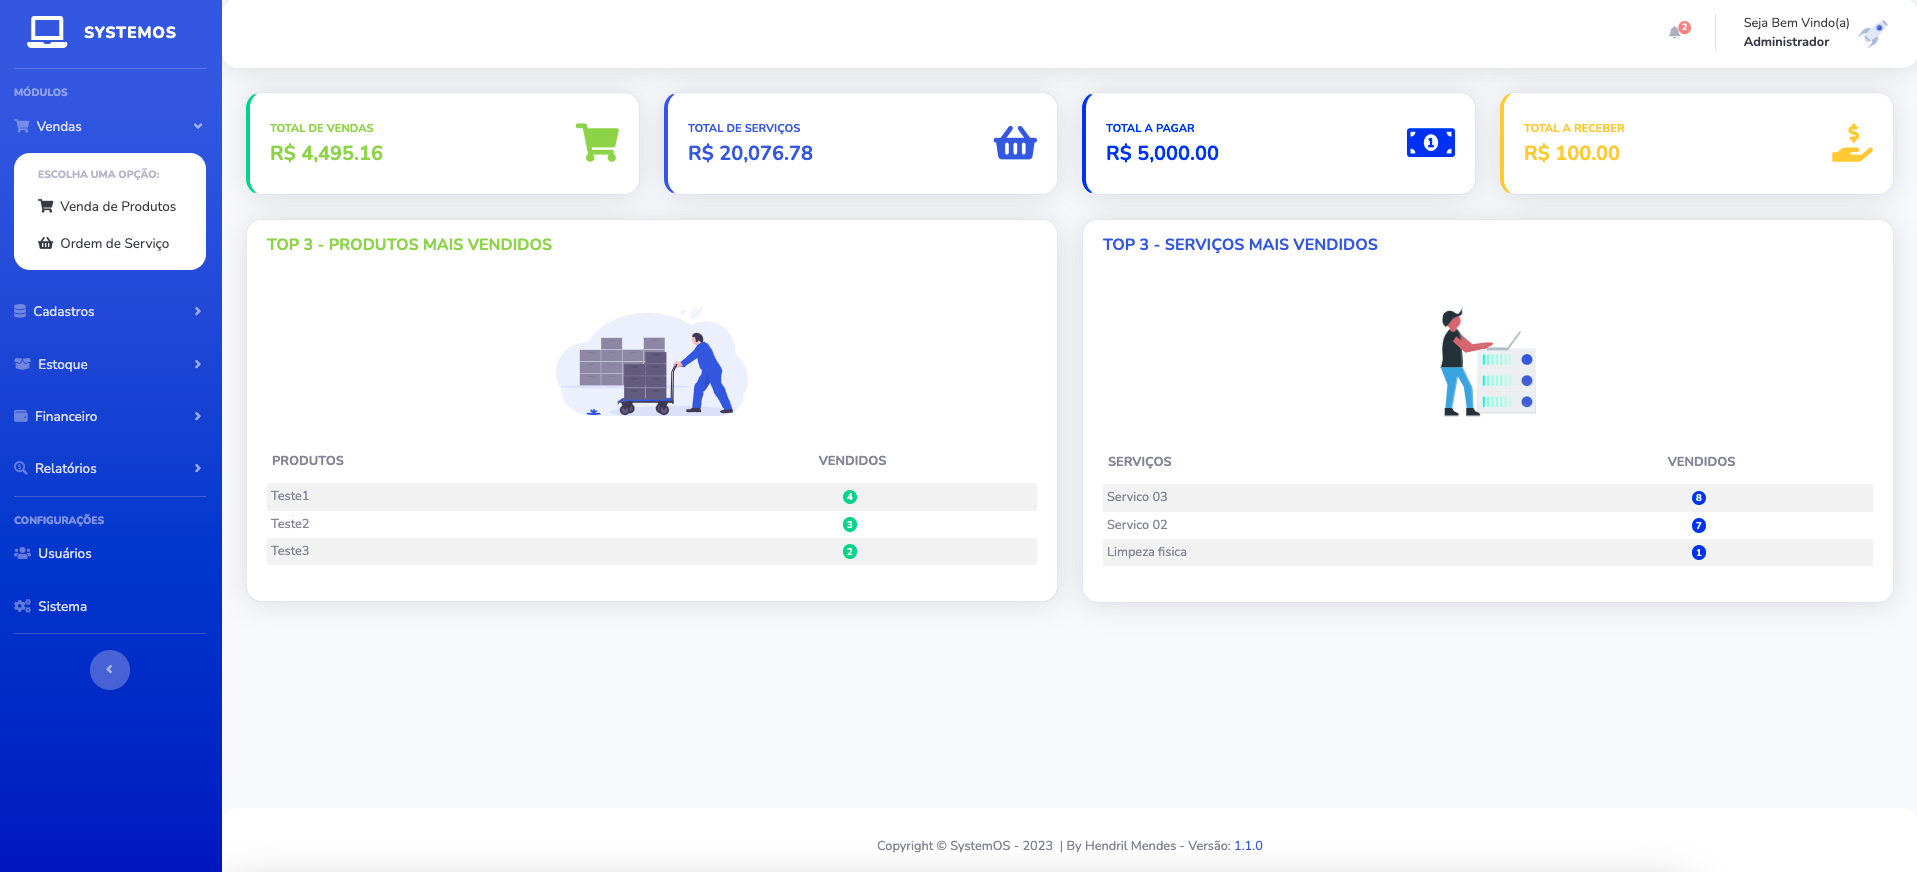 SYSTEMOS
MÓDULOS
Vendas
ESCOLHA UMA OPÇÃO:
Venda de Produtos
Ordem de Serviço
Cadastros
Estoque
Financeiro
Relatórios
CONFIGURAÇÕES
Usuários
Sistema
2
Seja Bem Vindo(a)
Administrador
TOTAL DE VENDAS
R$ 4,495.16
TOTAL DE SERVIÇOS
R$ 20,076.78
TOTAL A PAGAR
R$ 5,000.00
1
TOTAL A RECEBER
R$ 100.00
$
TOP 3 - PRODUTOS MAIS VENDIDOS
PRODUTOS VENDIDOS
Teste1 4
Teste2 3
Teste3 2
TOP 3 - SERVIÇOS MAIS VENDIDOS
SERVIÇOS VENDIDOS
Servico 03 8
Servico 02 7
Limpeza fisica 1
Copyright © SystemOS - 2023 | By Hendril Mendes - Versão: 1.1.0